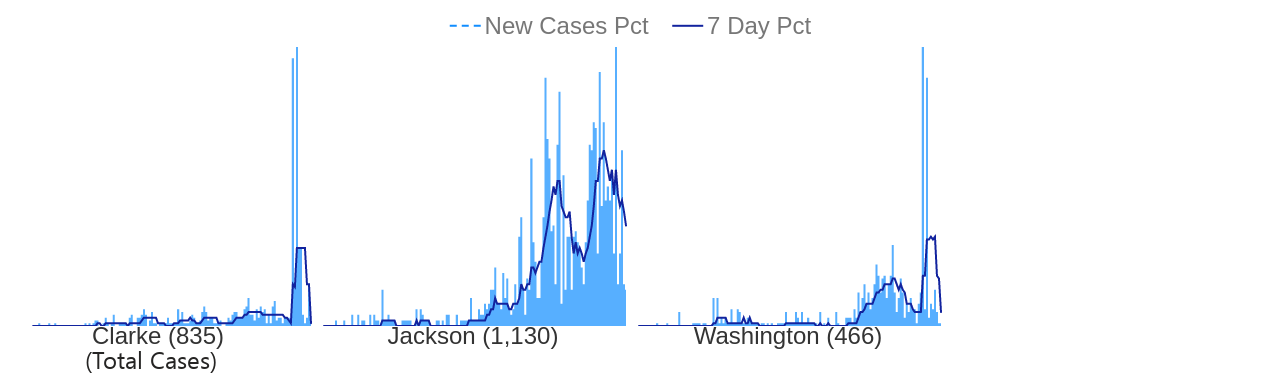 New Cases Pct 7 Day Pct
Clarke (835) Jackson (1,130) Washington (466)
(Total Cases)